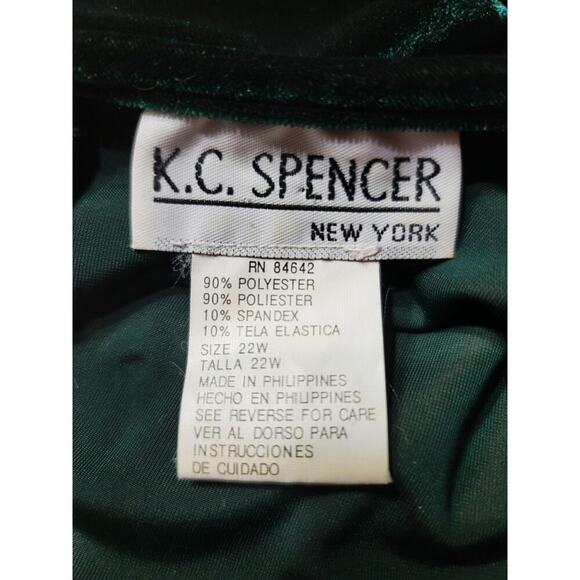 K.C. SPENCER
NEW YORK
RN 84642
90% POLYESTER
90% POLIESTER
10% SPANDEX
10% TELA ELASTICA
SIZE 22W
TALLA 22W
MADE IN PHILIPPINES
HECHO EN PHILIPPINES
SEE REVERSE FOR CARE
VER AL DORSO PARA
INSTRUCCIONES
DE CUIDADO